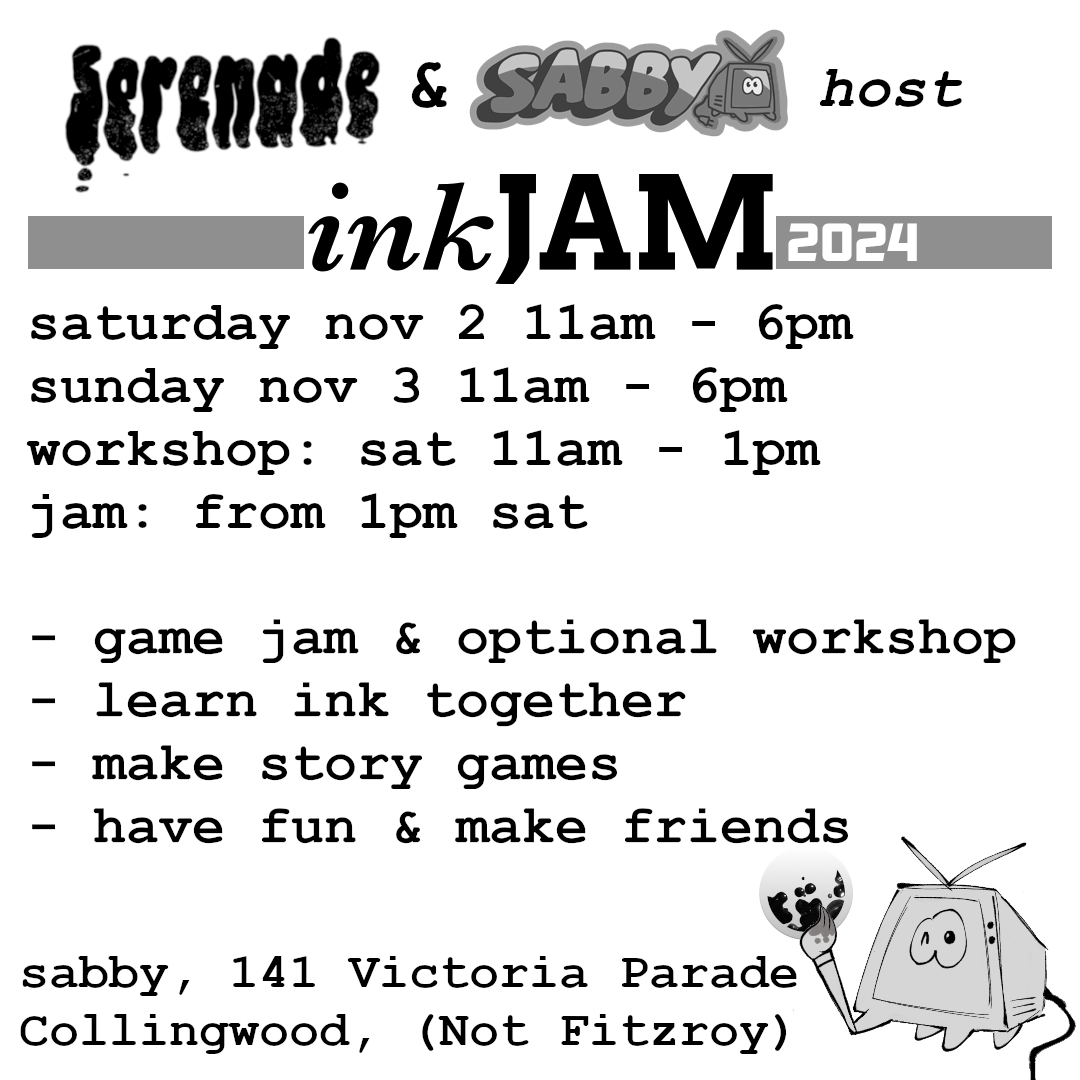 Serenade & SABBY host
inkJAM 2024
saturday nov 2 11am - 6pm
sunday nov 3 11am - 6pm
workshop: sat 11am - 1pm
jam: from 1pm sat
- game jam & optional workshop
- learn ink together
- make story games
- have fun & make friends
sabby, 141 Victoria Parade
Collingwood, (Not Fitzroy)